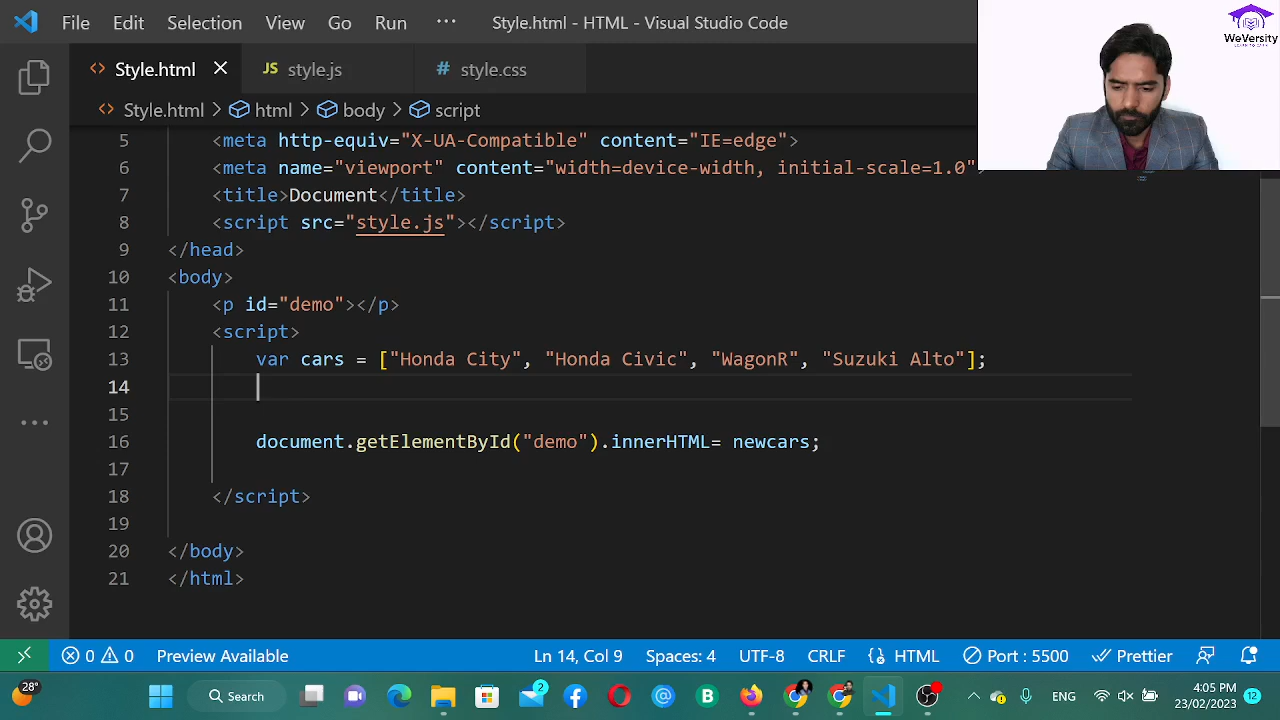 File Edit Selection View Go Run ··· Style.html - HTML - Visual Studio Code
WeVersity
<> Style.html × JS style.js # style.css
<> Style.html > html > body > script
5 <meta http-equiv="X-UA-Compatible" content="IE=edge">
6 <meta name="viewport" content="width=device-width, initial-scale=1.0"
7 <title>Document</title>
8 <script src="style.js"></script>
9 </head>
10 <body>
11 <p id="demo"></p>
12 <script>
13 var cars = ["Honda City", "Honda Civic", "WagonR", "Suzuki Alto"];
14
15
16 document.getElementById("demo").innerHTML= newcars;
17
18 </script>
19
20 </body>
21 </html>
0 0 Preview Available Ln 14, Col 9 Spaces: 4 UTF-8 CRLF {} HTML Port : 5500 Prettier
28° Search 2 B ENG 4:05 PM 12
23/02/2023